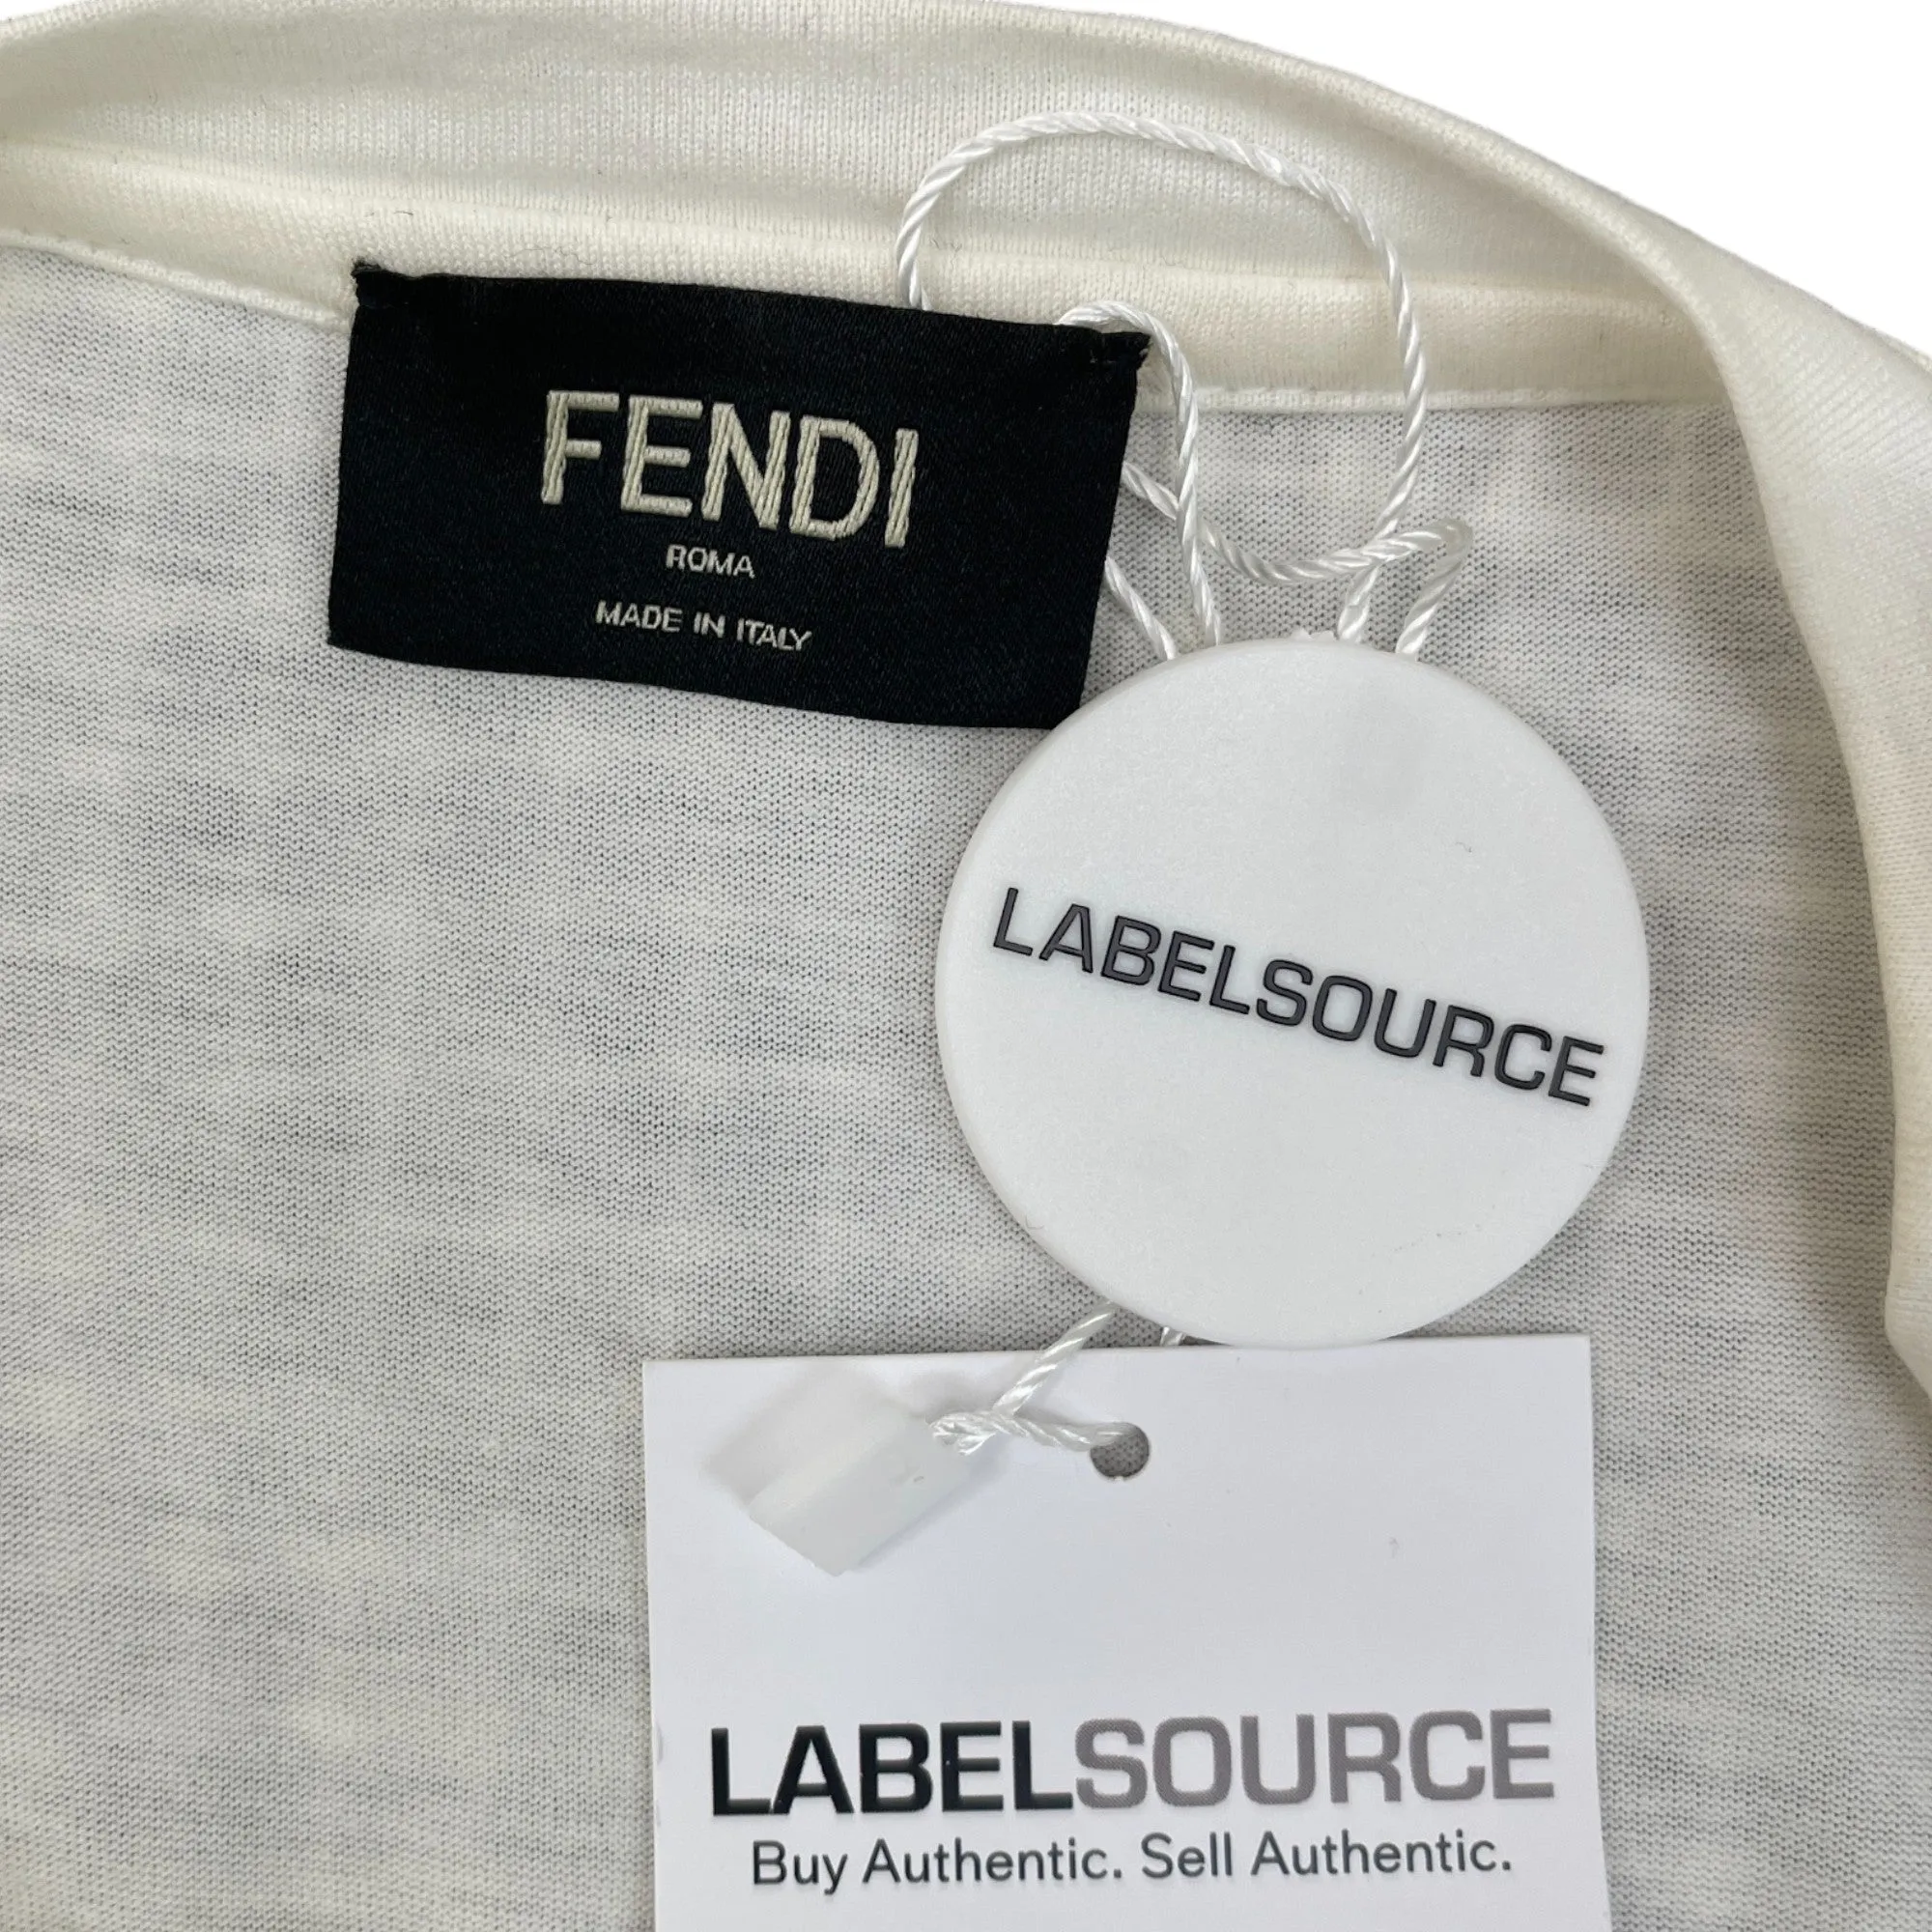 FENDI
ROMA
MADE IN ITALY
LABELSOURCE
LABELSOURCE
Buy Authentic. Sell Authentic.